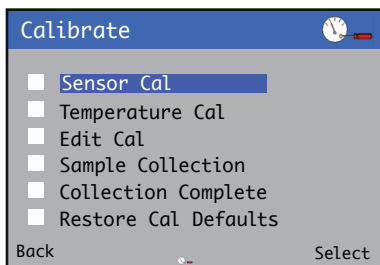 Calibrate
Sensor Cal
Temperature Cal
Edit Cal
Sample Collection
Collection Complete
Restore Cal Defaults
Back Select